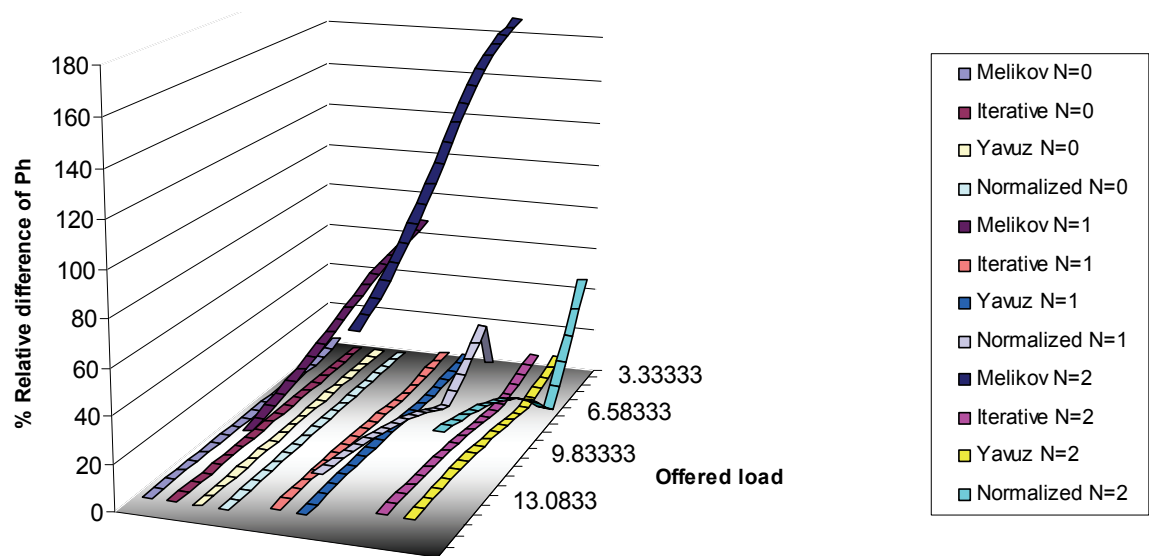 % Relative difference of Ph
180
160
140
120
100
80
60
40
20
0
3.33333
6.58333
9.83333
13.0833
Offered load
Melikov N=0
Iterative N=0
Yavuz N=0
Normalized N=0
Melikov N=1
Iterative N=1
Yavuz N=1
Normalized N=1
Melikov N=2
Iterative N=2
Yavuz N=2
Normalized N=2